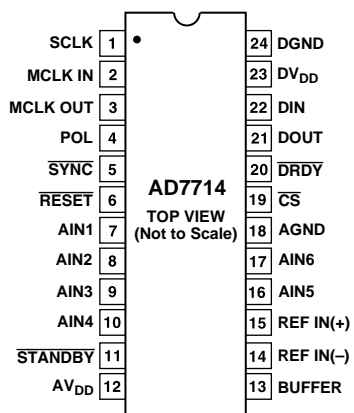 SCLK 1 24 DGND
MCLK IN 2 23 DVDD
MCLK OUT 3 22 DIN
POL 4 21 DOUT
SYNC 5 20 DRDY
RESET 6 19 CS
AD7714
TOP VIEW
(Not to Scale)
AIN1 7 18 AGND
AIN2 8 17 AIN6
AIN3 9 16 AIN5
AIN4 10 15 REF IN(+)
STANDBY 11 14 REF IN(–)
AVDD 12 13 BUFFER